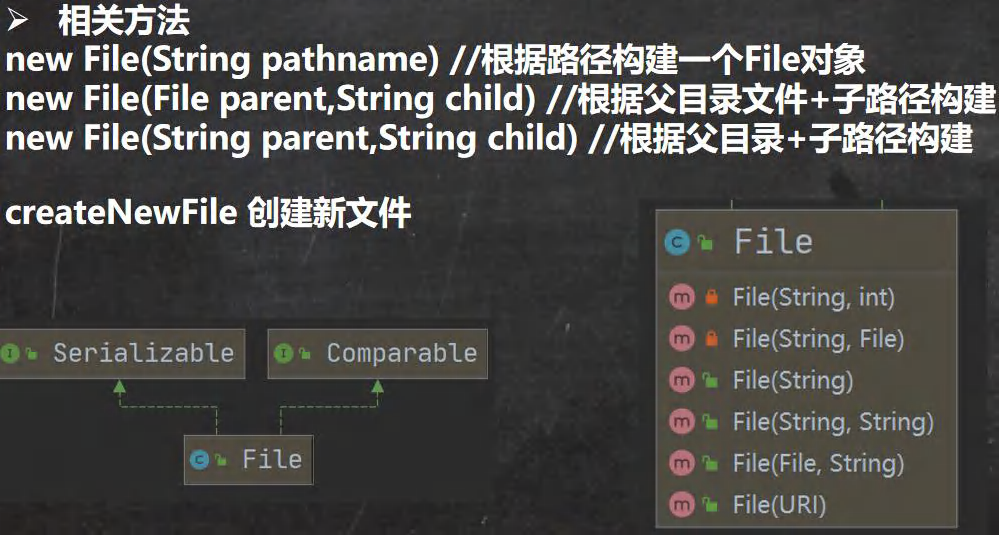 ➢ 相关方法
new File(String pathname) //根据路径构建一个File对象
new File(File parent,String child) //根据父目录文件+子路径构建
new File(String parent,String child) //根据父目录+子路径构建
createNewFile 创建新文件
I Serializable
I Comparable
C File
C File
m File(String, int)
m File(String, File)
m File(String)
m File(String, String)
m File(File, String)
m File(URI)